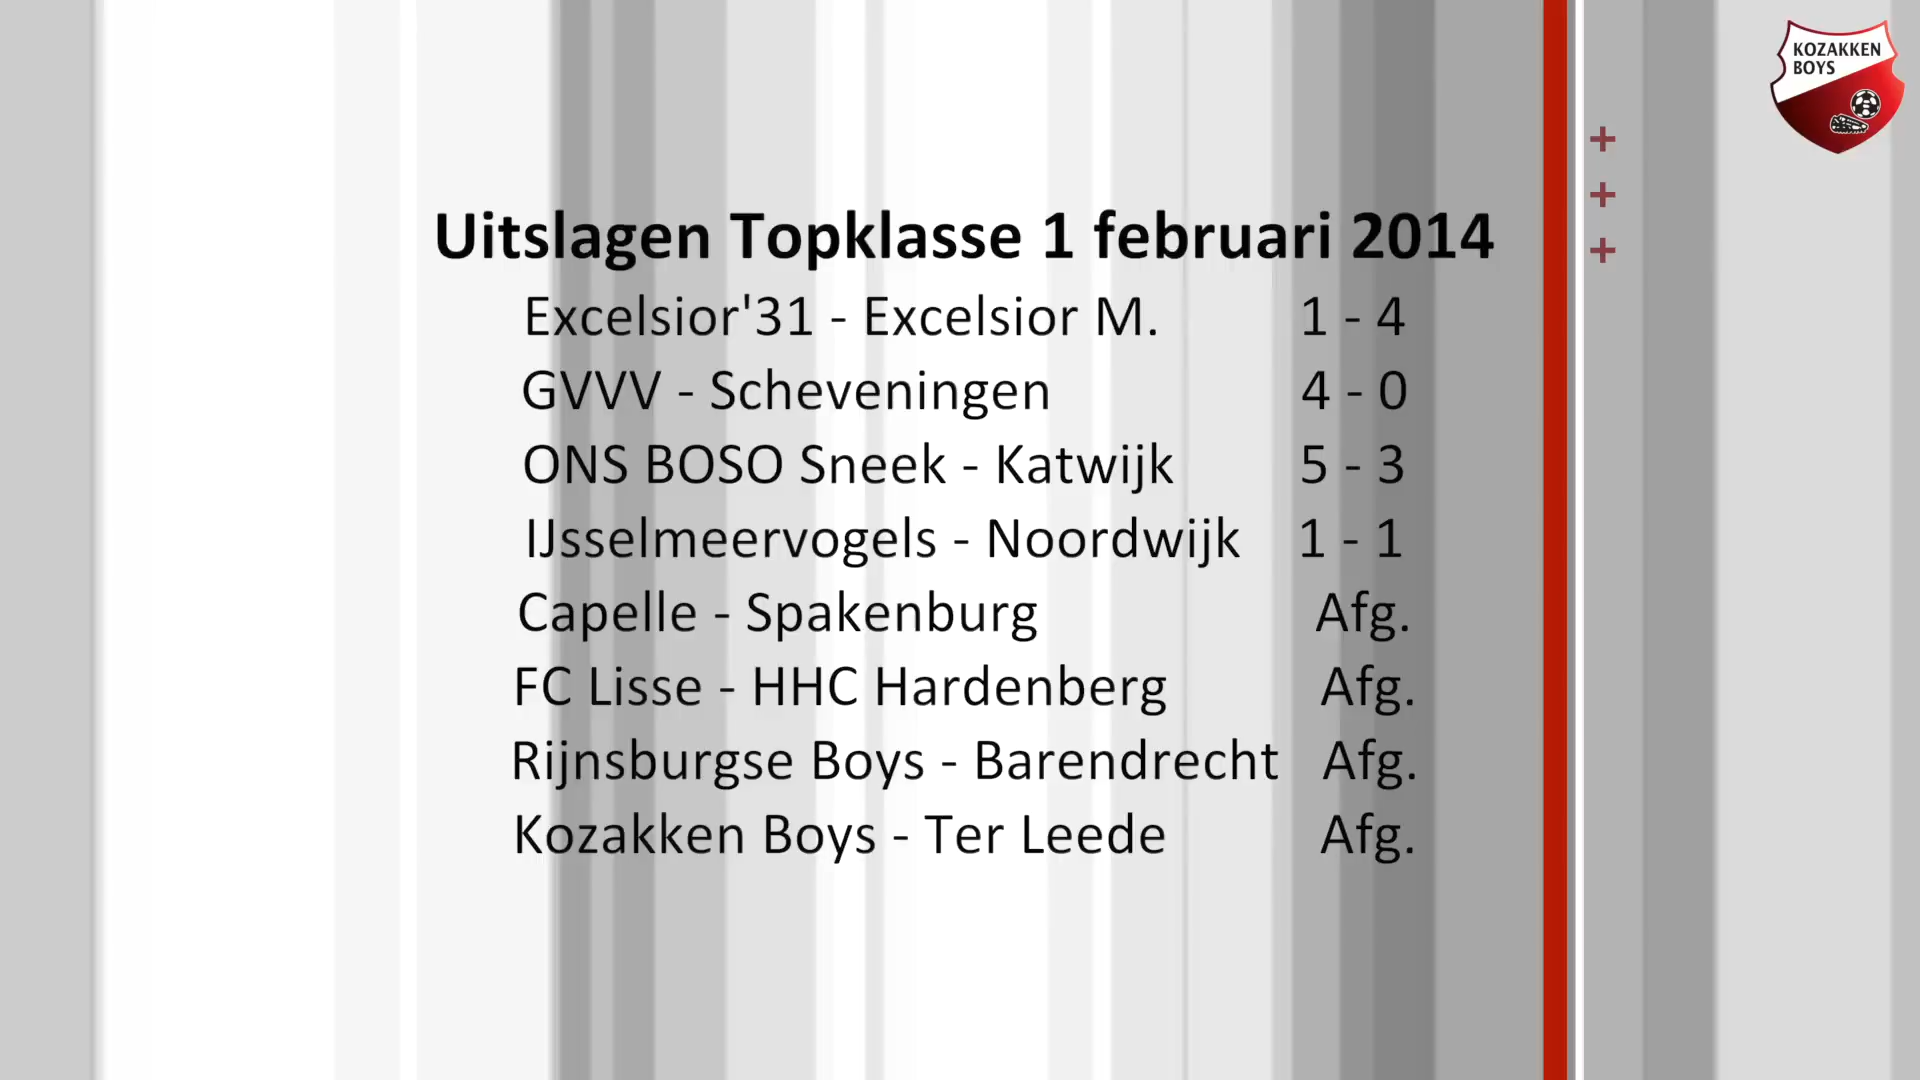 KOZAKKEN
BOYS
+
+
+
Uitslagen Topklasse 1 februari 2014
Excelsior'31 - Excelsior M. 1 - 4
GVVV - Scheveningen 4 - 0
ONS BOSO Sneek - Katwijk 5 - 3
IJsselmeervogels - Noordwijk 1 - 1
Capelle - Spakenburg Afg.
FC Lisse - HHC Hardenberg Afg.
Rijnsburgse Boys - Barendrecht Afg.
Kozakken Boys - Ter Leede Afg.